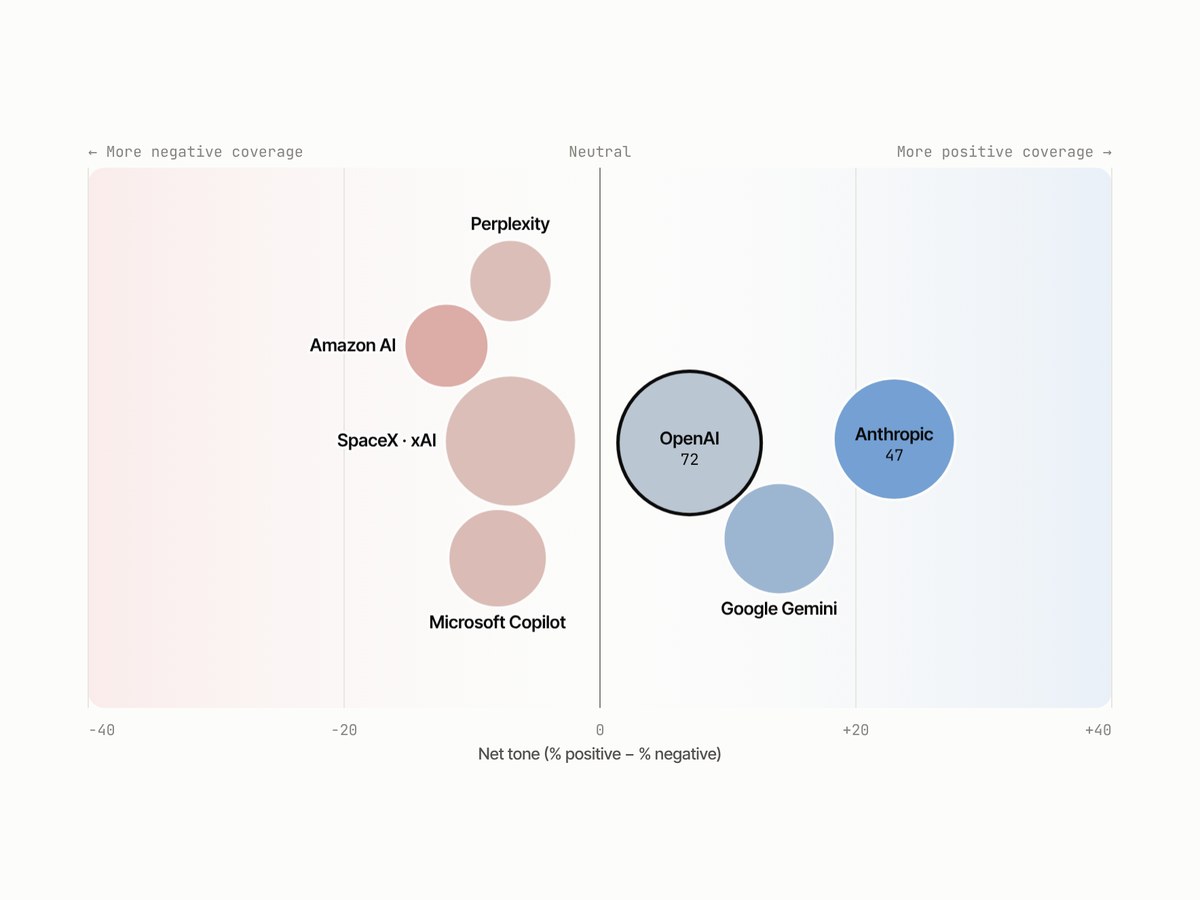 ← More negative coverage
Neutral
More positive coverage →
Perplexity
Amazon AI
SpaceX · xAI
OpenAI
72
Anthropic
47
Google Gemini
Microsoft Copilot
-40
-20
0
+20
+40
Net tone (% positive − % negative)